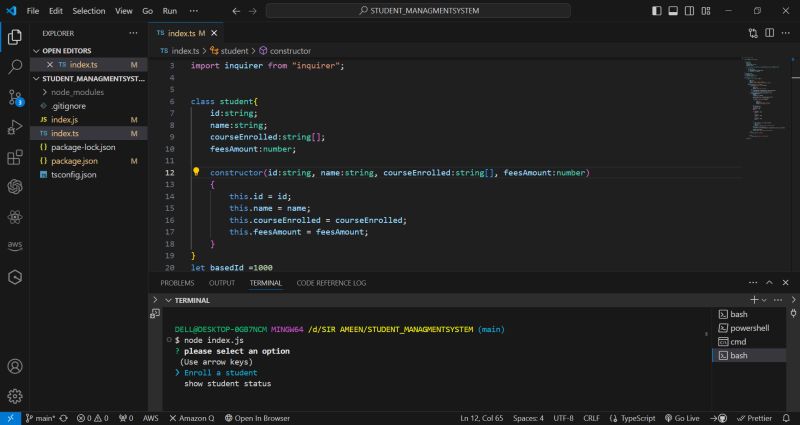 File Edit Selection View Go Run ··· STUDENT_MANAGMENTSYSTEM
EXPLORER
OPEN EDITORS
TS index.ts M
STUDENT_MANAGMENTSYST...
node_modules
.gitignore
JS index.js M
TS index.ts M
package-lock.json
package.json M
tsconfig.json
3
aws
TS index.ts M
TS index.ts > student > constructor
3 import inquirer from "inquirer";
4
5
6 class student{
7 id:string;
8 name:string;
9 courseEnrolled:string[];
10 feesAmount:number;
11
12 constructor(id:string, name:string, courseEnrolled:string[], feesAmount:number)
13 {
14 this.id = id;
15 this.name = name;
16 this.courseEnrolled = courseEnrolled;
17 this.feesAmount = feesAmount;
18 }
19 }
20 let basedId =1000
PROBLEMS OUTPUT TERMINAL CODE REFERENCE LOG
TERMINAL
DELL@DESKTOP-0GB7NCM MINGW64 /d/SIR AMEEN/STUDENT_MANAGMENTSYSTEM (main)
$ node index.js
? please select an option
(Use arrow keys)
❯ Enroll a student
show student status
bash
powershell
cmd
bash
main* 0 0 0 AWS Amazon Q Open In Browser Ln 12, Col 65 Spaces: 4 UTF-8 CRLF {} TypeScript Go Live Prettier